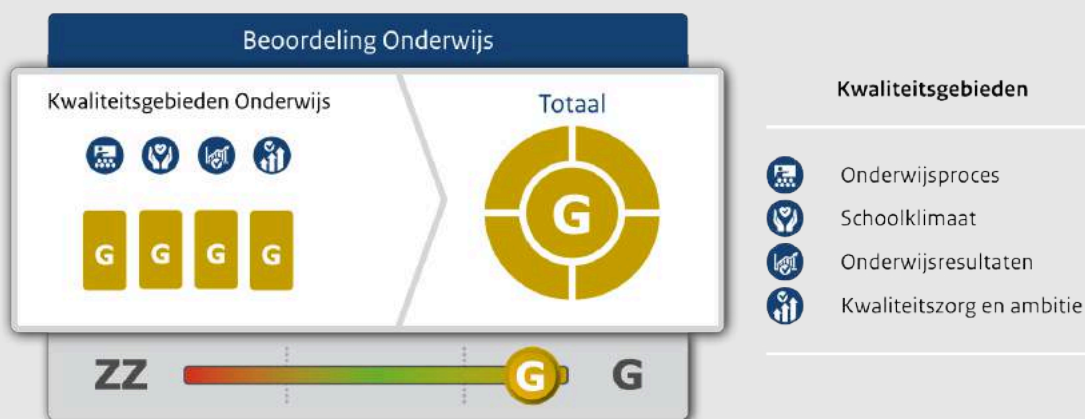 Beoordeling Onderwijs
Kwaliteitsgebieden Onderwijs
Totaal
G G G G
G
ZZ G G
Kwaliteitsgebieden
Onderwijsproces
Schoolklimaat
Onderwijsresultaten
Kwaliteitszorg en ambitie